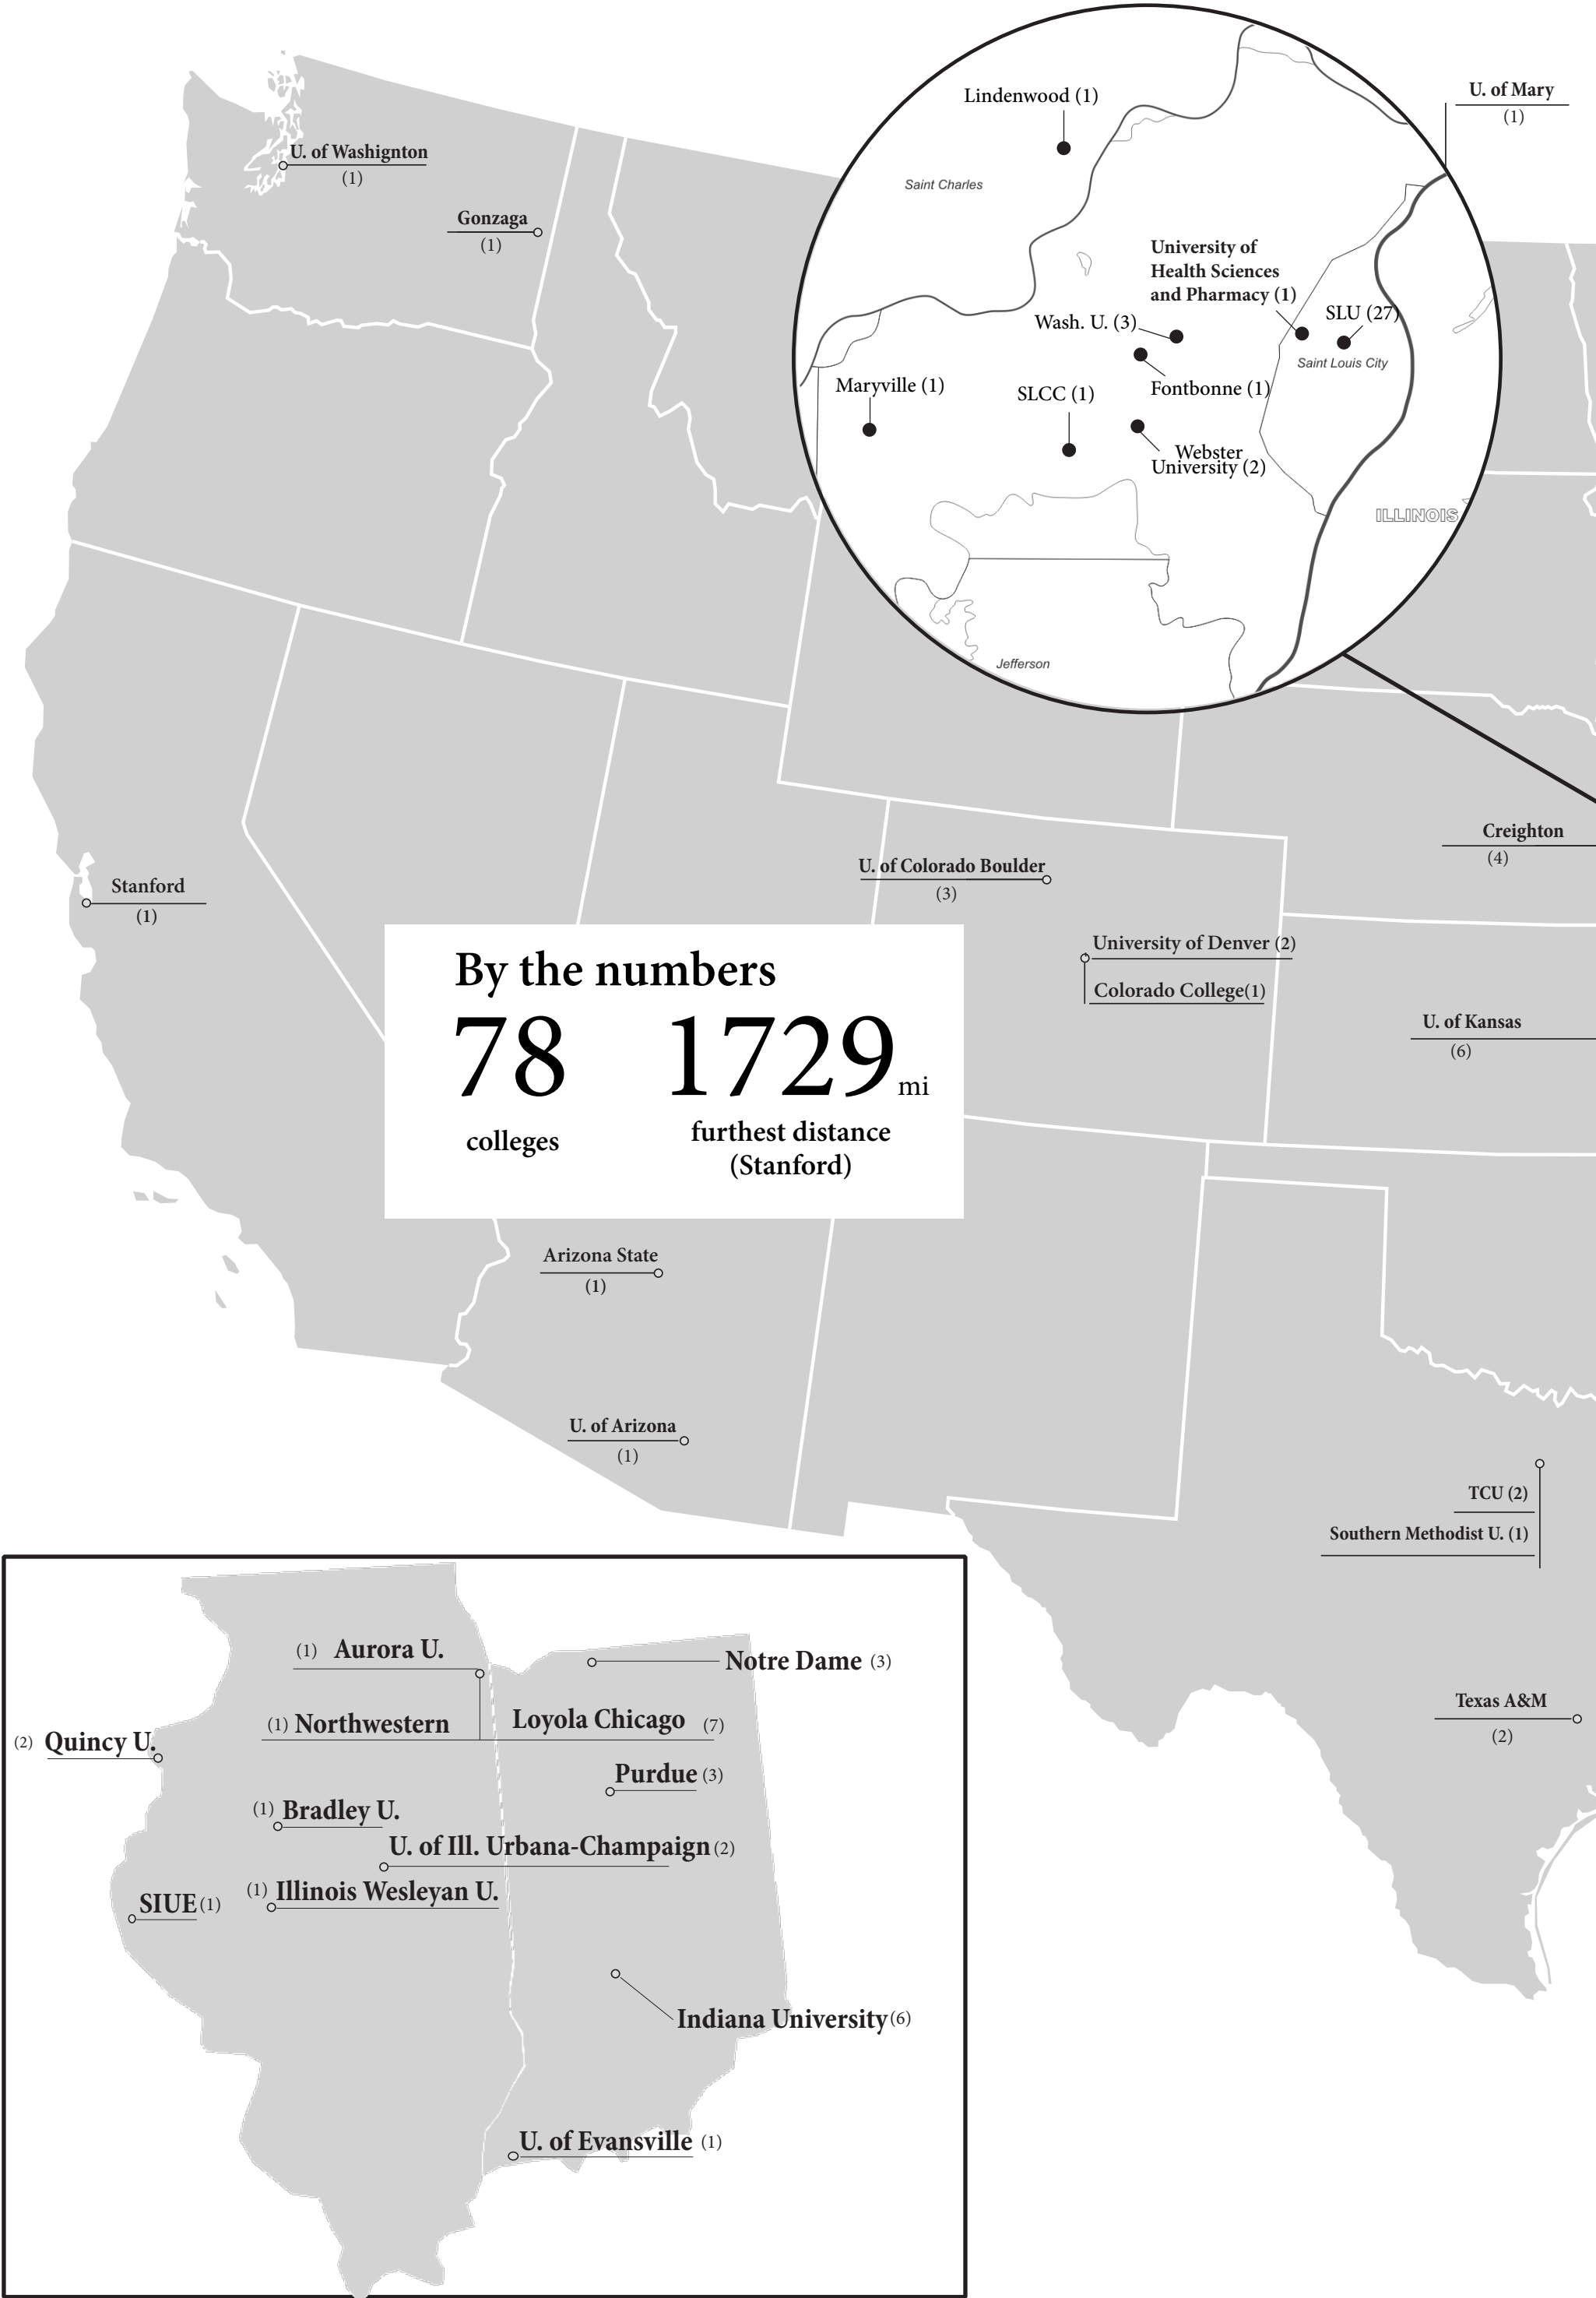 Lindenwood (1)
U. of Mary
(1)
U. of Washignton
(1)
Saint Charles
Gonzaga
(1)
University of
Health Sciences
and Pharmacy (1)
SLU (27)
Wash. U. (3)
Saint Louis City
Maryville (1)
SLCC (1)
Fontbonne (1)
Webster
University (2)
ILLINOIS
Jefferson
Creighton
(4)
U. of Colorado Boulder
(3)
Stanford
(1)
University of Denver (2)
Colorado College(1)
U. of Kansas
(6)
By the numbers
78
colleges
1729 mi
furthest distance
(Stanford)
Arizona State
(1)
U. of Arizona
(1)
TCU (2)
Southern Methodist U. (1)
Texas A&M
(2)
(1) Aurora U.
Notre Dame (3)
(1) Northwestern
Loyola Chicago (7)
(2) Quincy U.
Purdue (3)
(1) Bradley U.
U. of Ill. Urbana-Champaign (2)
(1) Illinois Wesleyan U.
SIUE (1)
Indiana University (6)
U. of Evansville (1)